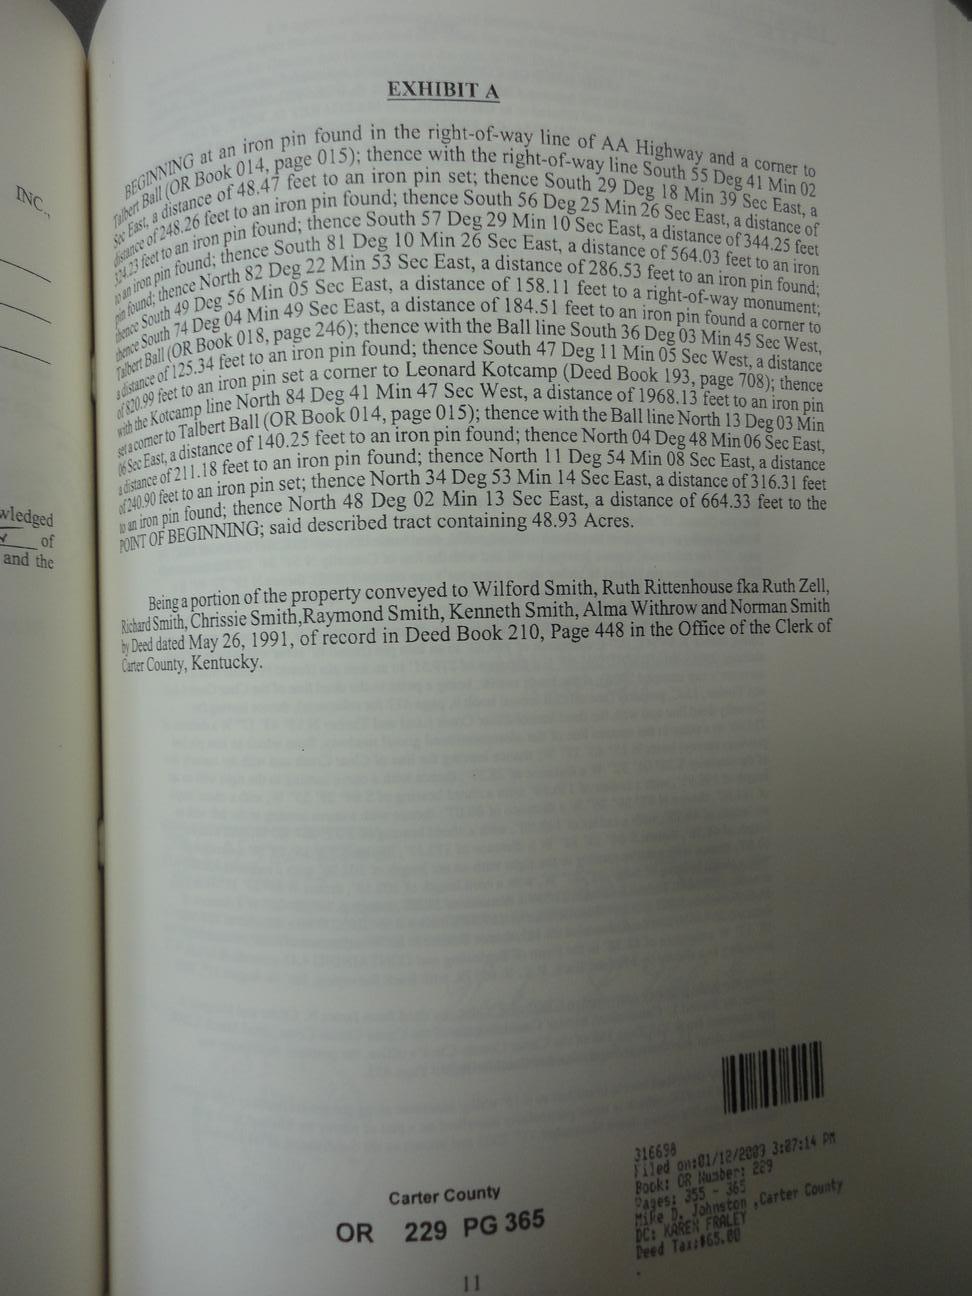 INC.,
wledged
of
and the
EXHIBIT A
BEGINNING at an iron pin found in the right-of-way line of AA Highway and a corner to
Talbert Ball (OR Book 014, page 015); thence with the right-of-way line South 55 Deg 41 Min 02
Sec East, a distance of 48.47 feet to an iron pin set; thence South 29 Deg 18 Min 39 Sec East, a
distance of 248.26 feet to an iron pin found; thence South 56 Deg 25 Min 26 Sec East, a distance of
324.23 feet to an iron pin found; thence South 57 Deg 29 Min 10 Sec East, a distance of 344.25 feet
to an iron pin found; thence South 81 Deg 10 Min 26 Sec East, a distance of 564.03 feet to an iron
pin found; thence North 82 Deg 22 Min 53 Sec East, a distance of 286.53 feet to an iron pin found;
thence South 49 Deg 56 Min 05 Sec East, a distance of 158.11 feet to a right-of-way monument;
thence South 74 Deg 04 Min 49 Sec East, a distance of 184.51 feet to an iron pin found a corner to
Talbert Ball (OR Book 018, page 246); thence with the Ball line South 36 Deg 03 Min 45 Sec West,
a distance of 125.34 feet to an iron pin found; thence South 47 Deg 11 Min 05 Sec West, a distance
of 820.99 feet to an iron pin set a corner to Leonard Kotcamp (Deed Book 193, page 708); thence
with the Kotcamp line North 84 Deg 41 Min 47 Sec West, a distance of 1968.13 feet to an iron pin
set a corner to Talbert Ball (OR Book 014, page 015); thence with the Ball line North 13 Deg 03 Min
06 Sec East, a distance of 140.25 feet to an iron pin found; thence North 04 Deg 48 Min 06 Sec East,
a distance of 211.18 feet to an iron pin found; thence North 11 Deg 54 Min 08 Sec East, a distance
of 240.90 feet to an iron pin set; thence North 34 Deg 53 Min 14 Sec East, a distance of 316.31 feet
to an iron pin found; thence North 48 Deg 02 Min 13 Sec East, a distance of 664.33 feet to the
POINT OF BEGINNING; said described tract containing 48.93 Acres.
Being a portion of the property conveyed to Wilford Smith, Ruth Rittenhouse fka Ruth Zell,
Richard Smith, Chrissie Smith,Raymond Smith, Kenneth Smith, Alma Withrow and Norman Smith
by Deed dated May 26, 1991, of record in Deed Book 210, Page 448 in the Office of the Clerk of
Carter County, Kentucky.
316698
Filed on:01/12/2009 3:07:14 PM
Book: OR Number: 229
Pages: 355 - 365
Mike D. Johnston ,Carter County
DC: KAREN FRALEY
Deed Tax:$65.00
Carter County
OR 229 PG 365
11